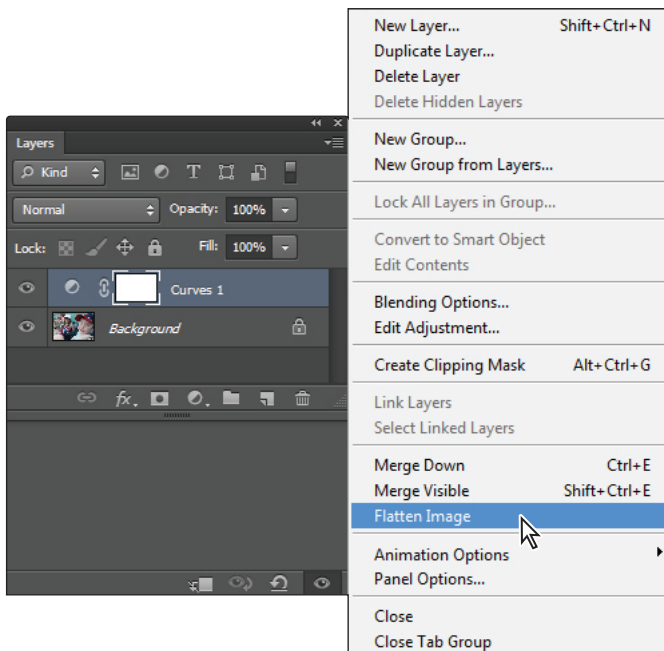 Layers
Kind
Normal Opacity: 100%
Lock: Fill: 100%
Curves 1
Background
fx
New Layer... Shift+Ctrl+N
Duplicate Layer...
Delete Layer
Delete Hidden Layers
New Group...
New Group from Layers...
Lock All Layers in Group...
Convert to Smart Object
Edit Contents
Blending Options...
Edit Adjustment...
Create Clipping Mask Alt+Ctrl+G
Link Layers
Select Linked Layers
Merge Down Ctrl+E
Merge Visible Shift+Ctrl+E
Flatten Image
Animation Options
Panel Options...
Close
Close Tab Group